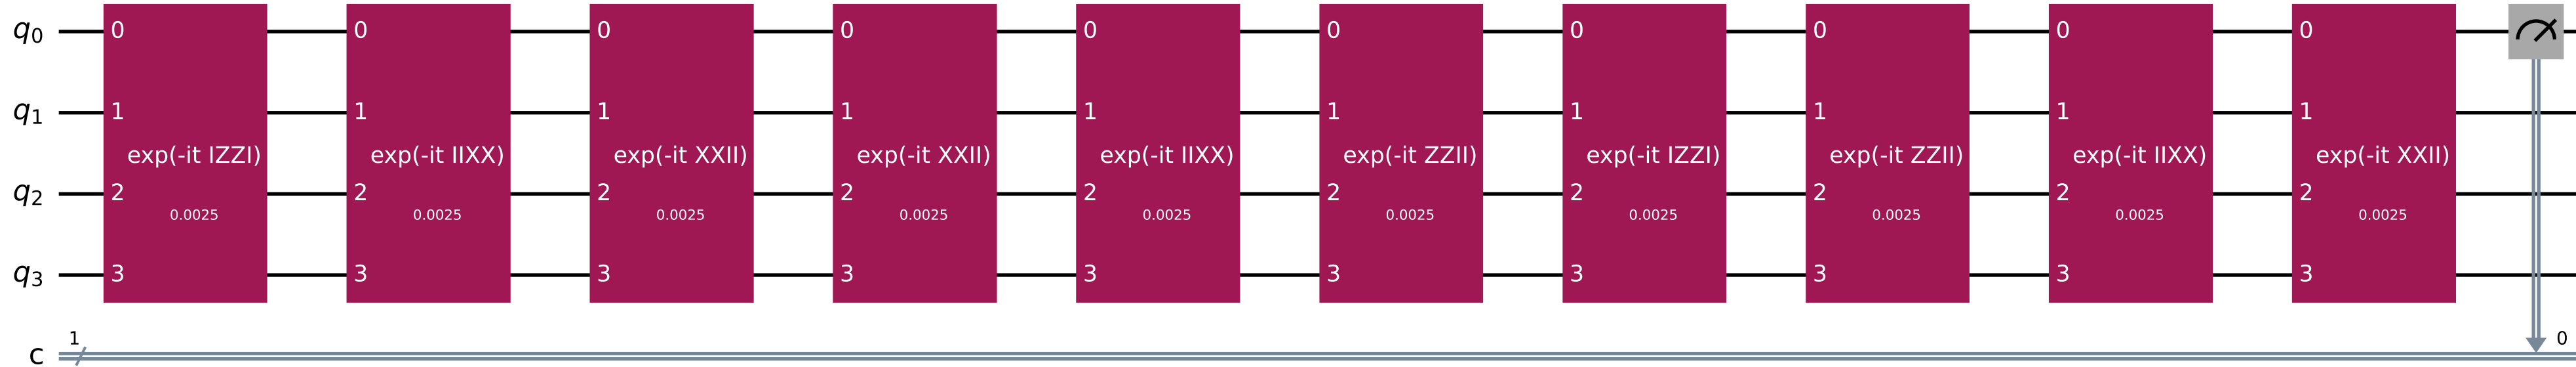 q0 0 0 0 0 0 0 0 0 0 0
q1 1 1 1 1 1 1 1 1 1 1
exp(-it IZZI) exp(-it IIXX) exp(-it XXII) exp(-it XXII) exp(-it IIXX) exp(-it ZZII) exp(-it IZZI) exp(-it ZZII) exp(-it IIXX) exp(-it XXII)
q2 2 2 2 2 2 2 2 2 2 2
0.0025 0.0025 0.0025 0.0025 0.0025 0.0025 0.0025 0.0025 0.0025 0.0025
q3 3 3 3 3 3 3 3 3 3 3
1 0
c